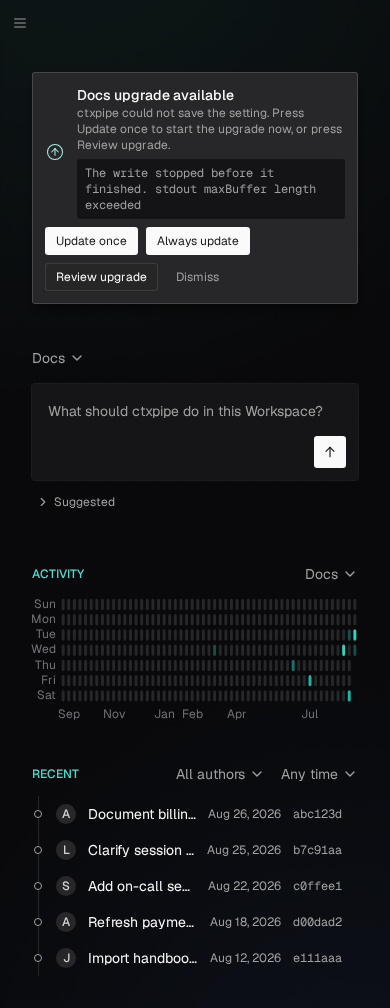 Docs upgrade available
ctxpipe could not save the setting. Press
Update once to start the upgrade now, or press
Review upgrade.
The write stopped before it
finished. stdout maxBuffer length
exceeded
Update once
Always update
Review upgrade
Dismiss
Docs
What should ctxpipe do in this Workspace?
Suggested
ACTIVITY
Docs
Sun
Mon
Tue
Wed
Thu
Fri
Sat
Sep Nov Jan Feb Apr Jul
RECENT
All authors
Any time
A Document billin... Aug 26, 2026 abc123d
L Clarify session ... Aug 25, 2026 b7c91aa
S Add on-call se... Aug 22, 2026 c0ffee1
A Refresh payme... Aug 18, 2026 d00dad2
J Import handboo... Aug 12, 2026 e111aaa